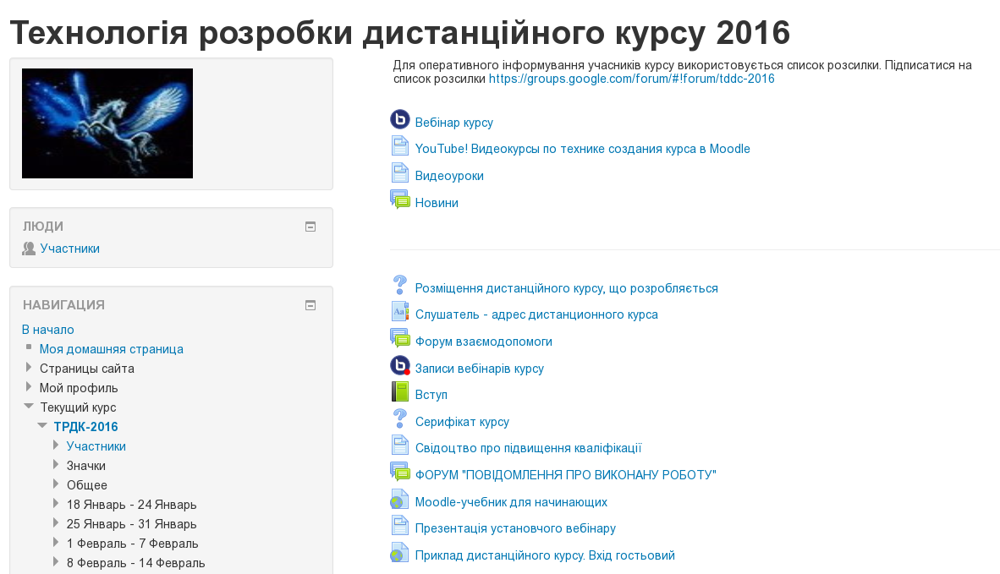 Технологія розробки дистанційного курсу 2016
ЛЮДИ
Участники
НАВИГАЦИЯ
В начало
Моя домашняя страница
Страницы сайта
Мой профиль
Текущий курс
ТРДК-2016
Участники
Значки
Общее
18 Январь - 24 Январь
25 Январь - 31 Январь
1 Февраль - 7 Февраль
8 Февраль - 14 Февраль
Для оперативного інформування учасників курсу використовується список розсилки. Підписатися на
список розсилки https://groups.google.com/forum/#!forum/tddc-2016
Вебінар курсу
YouTube! Видеокурсы по технике создания курса в Moodle
Видеоуроки
Новини
Розміщення дистанційного курсу, що розробляється
Слушатель - адрес дистанционного курса
Форум взаємодопомоги
Записи вебінарів курсу
Вступ
Серифікат курсу
Свідоцтво про підвищення кваліфікації
ФОРУМ "ПОВІДОМЛЕННЯ ПРО ВИКОНАНУ РОБОТУ"
Moodle-учебник для начинающих
Презентація установчого вебінару
Приклад дистанційного курсу. Вхід гостьовий